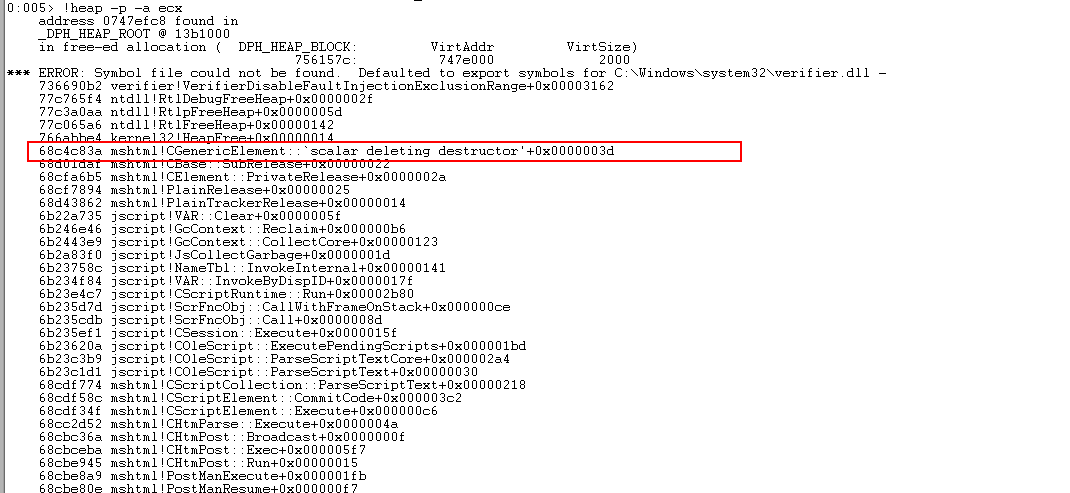 0:005> !heap -p -a ecx
address 0747efc8 found in
_DPH_HEAP_ROOT @ 13b1000
in free-ed allocation ( DPH_HEAP_BLOCK: VirtAddr VirtSize)
756157c: 747e000 2000
*** ERROR: Symbol file could not be found. Defaulted to export symbols for C:\Windows\system32\verifier.dll -
736690b2 verifier!VerifierDisableFaultInjectionExclusionRange+0x00003162
77c765f4 ntdll!RtlDebugFreeHeap+0x0000002f
77c3a0aa ntdll!RtlpFreeHeap+0x0000005d
77c065a6 ntdll!RtlFreeHeap+0x00000142
766abbe4 kernel32!HeapFree+0x00000014
68c4c83a mshtml!CGenericElement::`scalar deleting destructor'+0x0000003d
68d01daf mshtml!CBase::SubRelease+0x00000022
68cfa6b5 mshtml!CElement::PrivateRelease+0x0000002a
68cf7894 mshtml!PlainRelease+0x00000025
68d43862 mshtml!PlainTrackerRelease+0x00000014
6b22a735 jscript!VAR::Clear+0x0000005f
6b246e46 jscript!GcContext::Reclaim+0x000000b6
6b2443e9 jscript!GcContext::CollectCore+0x00000123
6b2a83f0 jscript!JsCollectGarbage+0x0000001d
6b23758c jscript!NameTbl::InvokeInternal+0x00000141
6b234f84 jscript!VAR::InvokeByDispID+0x0000017f
6b23e4c7 jscript!CScriptRuntime::Run+0x00002b80
6b235d7d jscript!ScrFncObj::CallWithFrameOnStack+0x000000ce
6b235cdb jscript!ScrFncObj::Call+0x0000008d
6b235ef1 jscript!CSession::Execute+0x0000015f
6b23620a jscript!COleScript::ExecutePendingScripts+0x000001bd
6b23c3b9 jscript!COleScript::ParseScriptTextCore+0x000002a4
6b23c1d1 jscript!COleScript::ParseScriptText+0x00000030
68cdf774 mshtml!CScriptCollection::ParseScriptText+0x00000218
68cdf58c mshtml!CScriptElement::CommitCode+0x000003c2
68cdf34f mshtml!CScriptElement::Execute+0x000000c6
68cc2d52 mshtml!CHtmParse::Execute+0x0000004a
68cbc36a mshtml!CHtmPost::Broadcast+0x0000000f
68cbceba mshtml!CHtmPost::Exec+0x000005f7
68cbe945 mshtml!CHtmPost::Run+0x00000015
68cbe8a9 mshtml!PostManExecute+0x000001fb
68cbe80e mshtml!PostManResume+0x000000f7